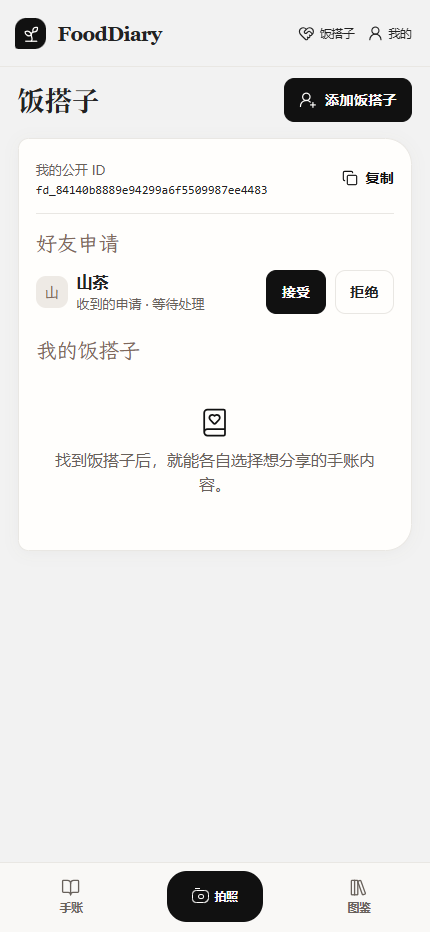 FoodDiary
饭搭子
我的
饭搭子
添加饭搭子
我的公开 ID
fd_84140b8889e94299a6f5509987ee4483
复制
好友申请
山
山茶
收到的申请 · 等待处理
接受
拒绝
我的饭搭子
找到饭搭子后，就能各自选择想分享的手账内
容。
手账
拍照
图鉴